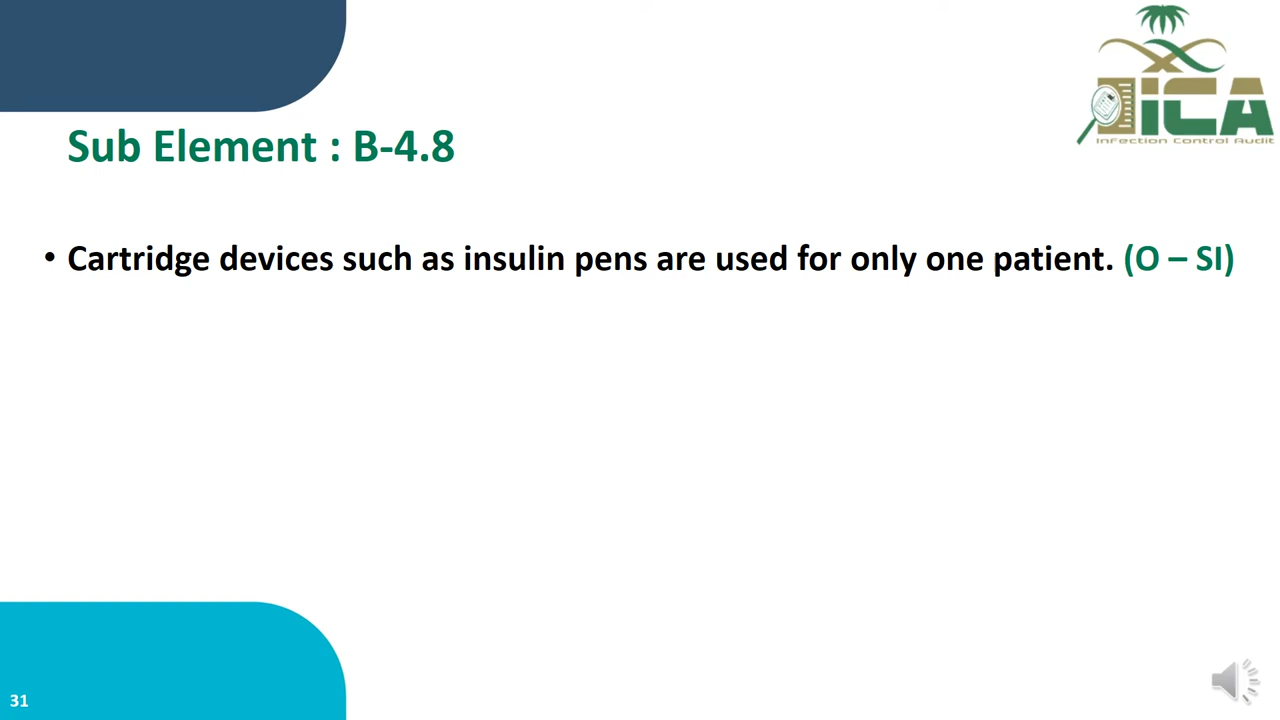 iCA
Infection Control Audit
Sub Element : B-4.8
• Cartridge devices such as insulin pens are used for only one patient. (O – SI)
31